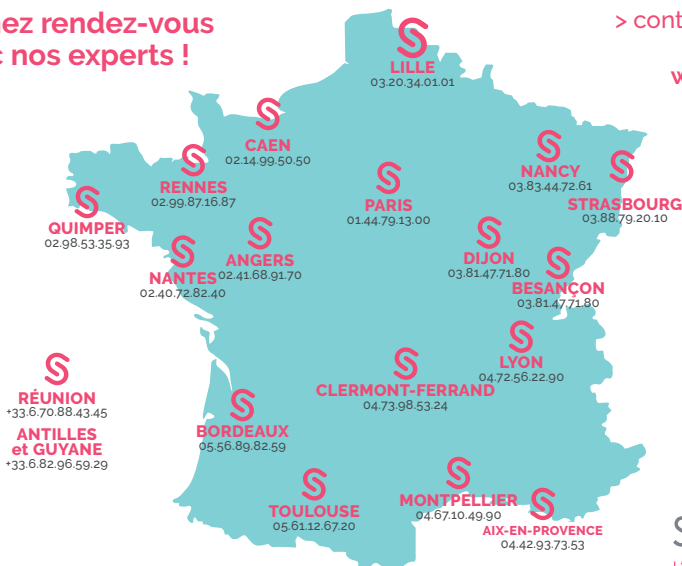 nez rendez-vous
c nos experts !
> cont
w
LILLE
03.20.34.01.01
CAEN
02.14.99.50.50
RENNES
02.99.87.16.87
NANCY
03.83.44.72.61
STRASBOURG
03.88.79.20.10
PARIS
01.44.79.13.00
QUIMPER
02.98.53.35.93
ANGERS
02.41.68.91.70
NANTES
02.40.72.82.40
DIJON
03.81.47.71.80
BESANÇON
03.81.47.71.80
LYON
04.72.56.22.90
CLERMONT-FERRAND
04.73.98.53.24
RÉUNION
+33.6.70.88.43.45
ANTILLES
et GUYANE
+33.6.82.96.59.29
BORDEAUX
05.56.89.82.59
TOULOUSE
05.61.12.67.20
MONTPELLIER
04.67.10.49.90
AIX-EN-PROVENCE
04.42.93.73.53
S